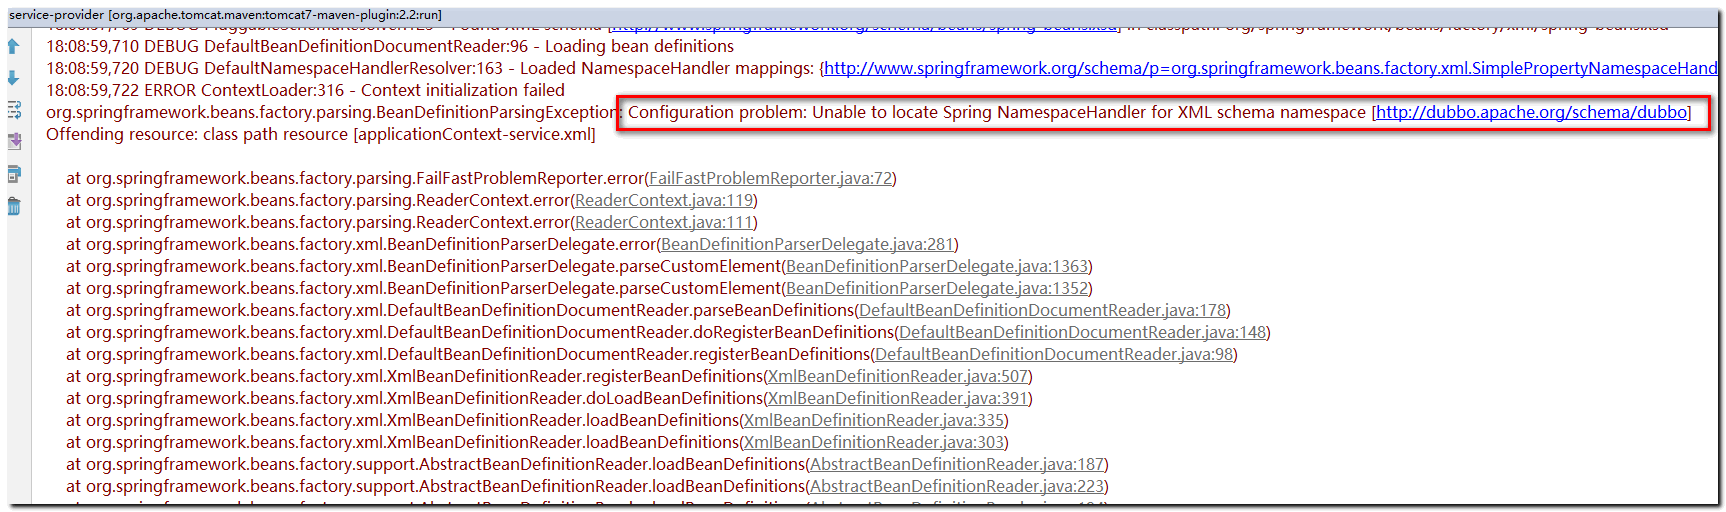 service-provider [org.apache.tomcat.maven:tomcat7-maven-plugin:2.2:run]
18:08:59,710 DEBUG DefaultBeanDefinitionDocumentReader:96 - Loading bean definitions
18:08:59,720 DEBUG DefaultNamespaceHandlerResolver:163 - Loaded NamespaceHandler mappings: {http://www.springframework.org/schema/p=org.springframework.beans.factory.xml.SimplePropertyNamespaceHand
18:08:59,722 ERROR ContextLoader:316 - Context initialization failed
org.springframework.beans.factory.parsing.BeanDefinitionParsingException: Configuration problem: Unable to locate Spring NamespaceHandler for XML schema namespace [http://dubbo.apache.org/schema/dubbo]
Offending resource: class path resource [applicationContext-service.xml]
at org.springframework.beans.factory.parsing.FailFastProblemReporter.error(FailFastProblemReporter.java:72)
at org.springframework.beans.factory.parsing.ReaderContext.error(ReaderContext.java:119)
at org.springframework.beans.factory.parsing.ReaderContext.error(ReaderContext.java:111)
at org.springframework.beans.factory.xml.BeanDefinitionParserDelegate.error(BeanDefinitionParserDelegate.java:281)
at org.springframework.beans.factory.xml.BeanDefinitionParserDelegate.parseCustomElement(BeanDefinitionParserDelegate.java:1363)
at org.springframework.beans.factory.xml.BeanDefinitionParserDelegate.parseCustomElement(BeanDefinitionParserDelegate.java:1352)
at org.springframework.beans.factory.xml.DefaultBeanDefinitionDocumentReader.parseBeanDefinitions(DefaultBeanDefinitionDocumentReader.java:178)
at org.springframework.beans.factory.xml.DefaultBeanDefinitionDocumentReader.doRegisterBeanDefinitions(DefaultBeanDefinitionDocumentReader.java:148)
at org.springframework.beans.factory.xml.DefaultBeanDefinitionDocumentReader.registerBeanDefinitions(DefaultBeanDefinitionDocumentReader.java:98)
at org.springframework.beans.factory.xml.XmlBeanDefinitionReader.registerBeanDefinitions(XmlBeanDefinitionReader.java:507)
at org.springframework.beans.factory.xml.XmlBeanDefinitionReader.doLoadBeanDefinitions(XmlBeanDefinitionReader.java:391)
at org.springframework.beans.factory.xml.XmlBeanDefinitionReader.loadBeanDefinitions(XmlBeanDefinitionReader.java:335)
at org.springframework.beans.factory.xml.XmlBeanDefinitionReader.loadBeanDefinitions(XmlBeanDefinitionReader.java:303)
at org.springframework.beans.factory.support.AbstractBeanDefinitionReader.loadBeanDefinitions(AbstractBeanDefinitionReader.java:187)
at org.springframework.beans.factory.support.AbstractBeanDefinitionReader.loadBeanDefinitions(AbstractBeanDefinitionReader.java:223)